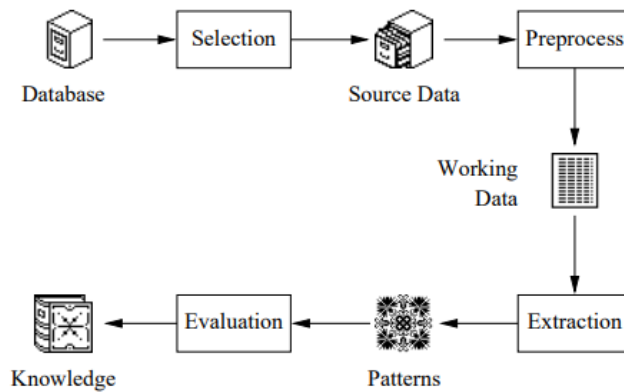 Selection
Preprocess
Database
Source Data
Working
Data
Evaluation
Extraction
Knowledge
Patterns